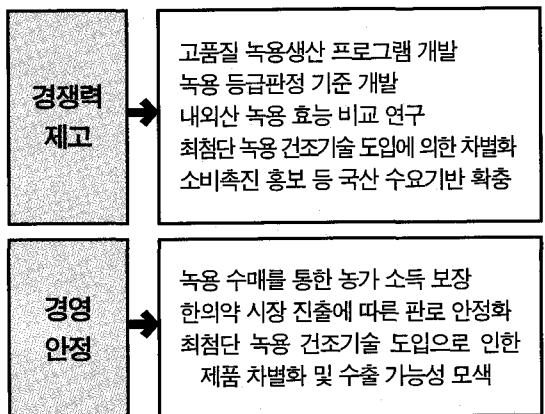 경쟁력
제고
고품질 녹용생산 프로그램 개발
녹용 등급판정 기준 개발
내외산 녹용 효능 비교 연구
최첨단 녹용 건조기술 도입에 의한 차별화
소비촉진 홍보 등 국산 수요기반 확충
경영
안정
녹용 수매를 통한 농가 소득 보장
한의약 시장 진출에 따른 판로 안정화
최첨단 녹용 건조기술 도입으로 인한
제품 차별화 및 수출 가능성 모색